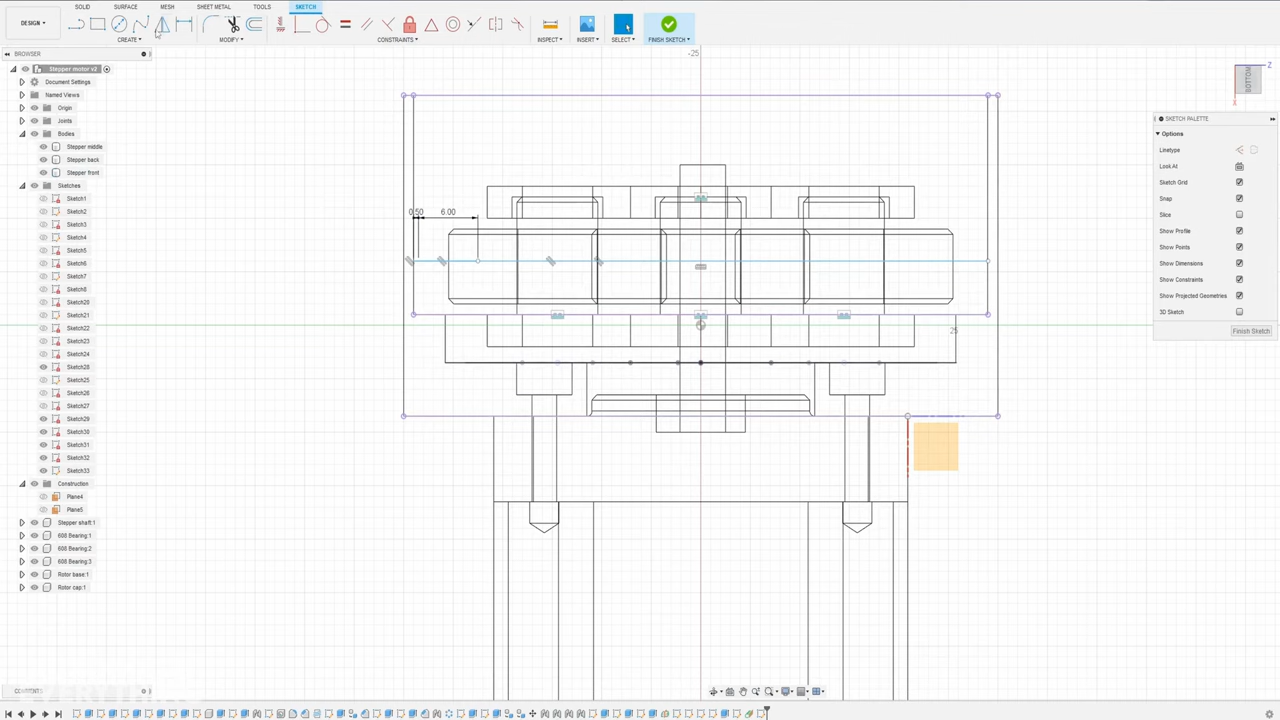 SOLID SURFACE MESH SHEET METAL TOOLS SKETCH
DESIGN
CREATE MODIFY CONSTRAINTS INSPECT INSERT SELECT FINISH SKETCH
BROWSER
Stepper motor v2
Document Settings
Named Views
Origin
Joints
Bodies
Stepper middle
Stepper back
Stepper front
Sketches
Sketch1
Sketch2
Sketch3
Sketch4
Sketch5
Sketch6
Sketch7
Sketch8
Sketch20
Sketch21
Sketch22
Sketch23
Sketch24
Sketch28
Sketch25
Sketch26
Sketch27
Sketch29
Sketch30
Sketch31
Sketch32
Sketch33
Construction
Plane4
Plane5
Stepper shaft:1
608 Bearing:1
608 Bearing:2
608 Bearing:3
Rotor base:1
Rotor cap:1
COMMENTS
-25
0.50 6.00
25
BOTTOM
Z
X
SKETCH PALETTE
Options
Linetype
Look At
Sketch Grid
Snap
Slice
Show Profile
Show Points
Show Dimensions
Show Constraints
Show Projected Geometries
3D Sketch
Finish Sketch